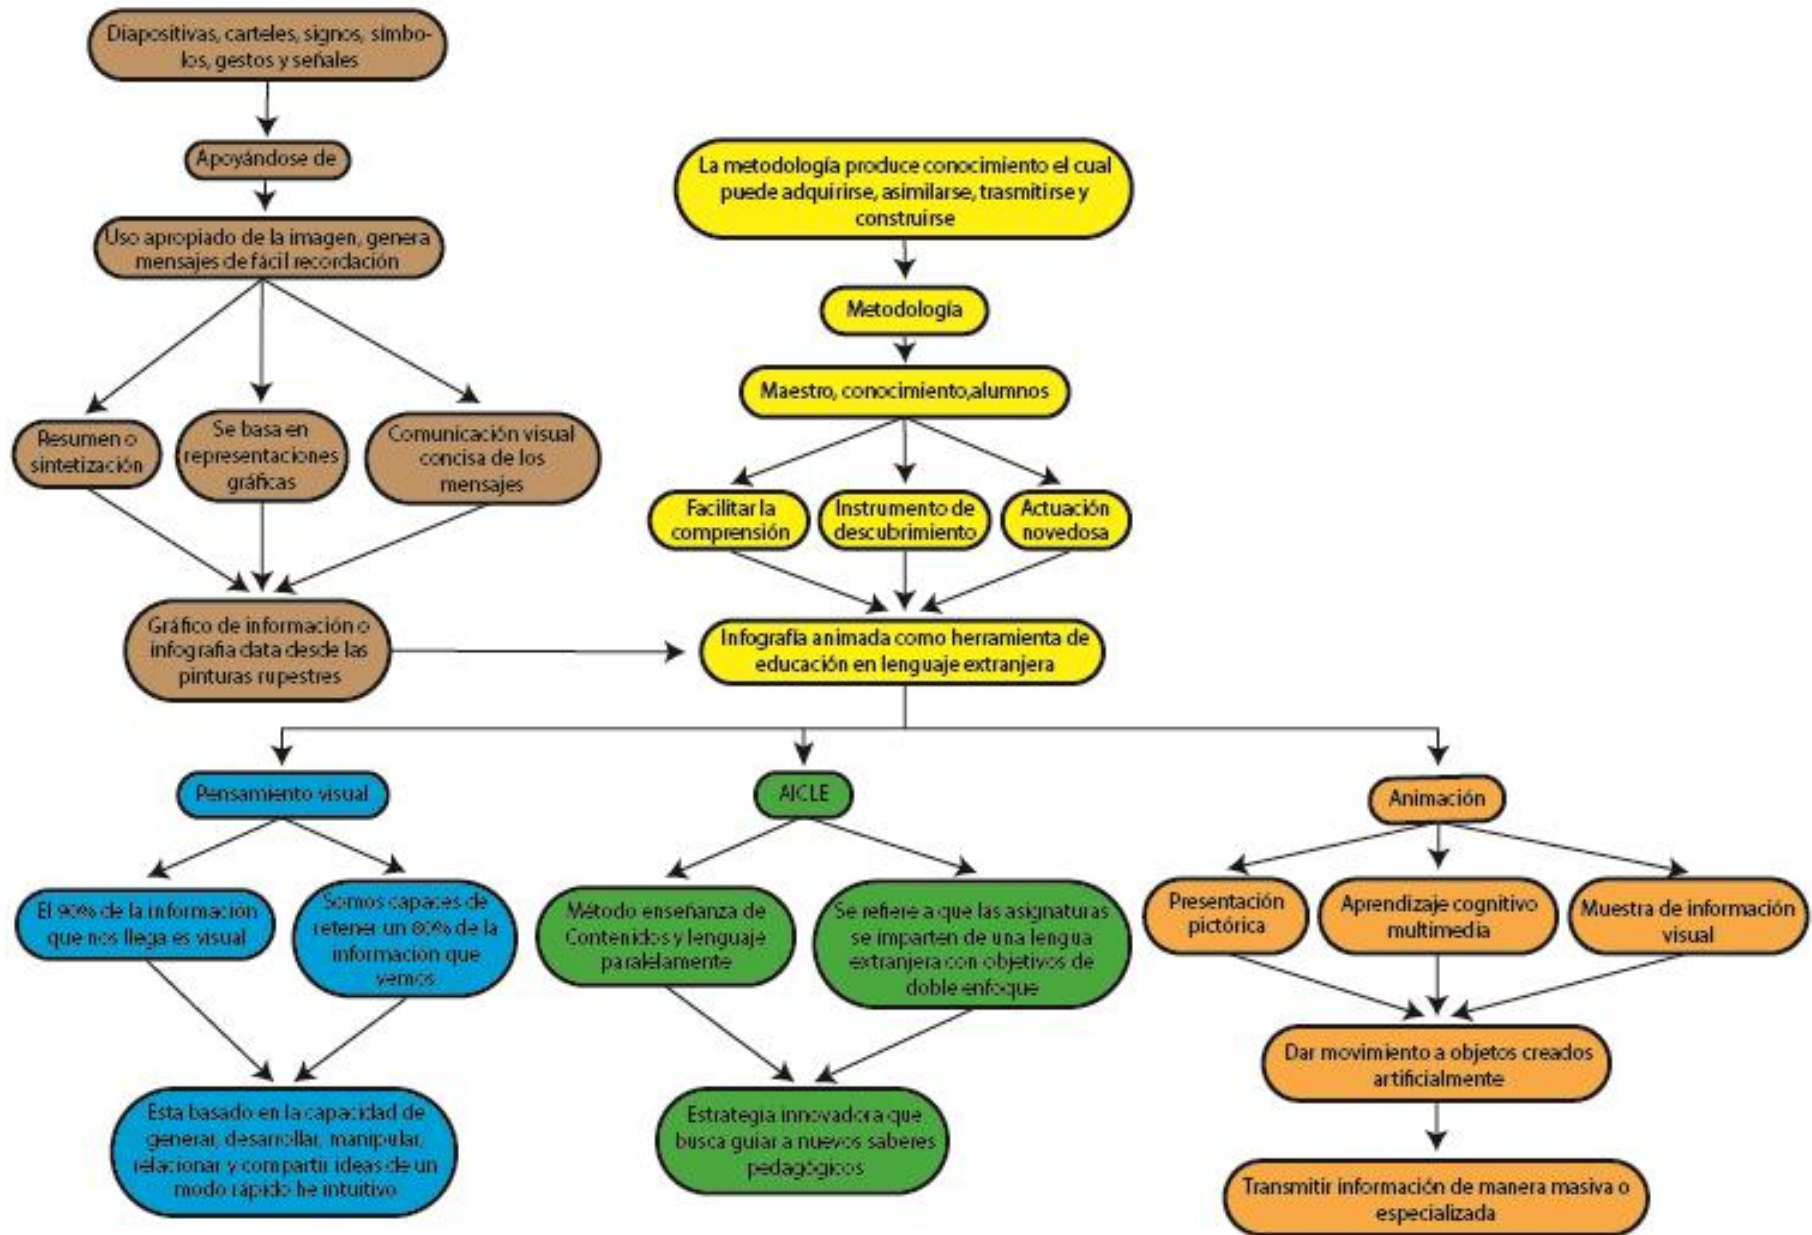 Diapositivas, carteles, signos, símbo-
los, gestos y señales
Apoyándose de
Uso apropiado de la imagen, genera
mensajes de fácil recordación
Resumen o
sintetización
Se basa en
representaciones
gráficas
Comunicación visual
concisa de los
mensajes
Gráfico de información o
infografia data desde las
pinturas rupestres
La metodología produce conocimiento el cual
puede adquirirse, asimilarse, trasmitirse y
construirse
Metodología
Maestro, conocimiento,alumnos
Facilitar la
comprensión
Instrumento de
descubrimiento
Actuación
novedosa
Infografía animada como herramienta de
educación en lenguaje extranjera
Pensamiento visual
El 90% de la información
que nos llega es visual
Somos capaces de
retener un 80% de la
información que
vemos
Esta basado en la capacidad de
generar, desarrollar, manipular,
relacionar y compartir ideas de un
modo rápido he intuitivo
AICLE
Método enseñanza de
Contenidos y lenguaje
paralelamente
Se refiere a que las asignaturas
se imparten de una lengua
extranjera con objetivos de
doble enfoque
Estrategia innovadora que
busca guiar a nuevos saberes
pedagógicos
Animación
Presentación
pictórica
Aprendizaje cognitivo
multimedia
Muestra de información
visual
Dar movimiento a objetos creados
artificialmente
Transmitir información de manera masiva o
especializada